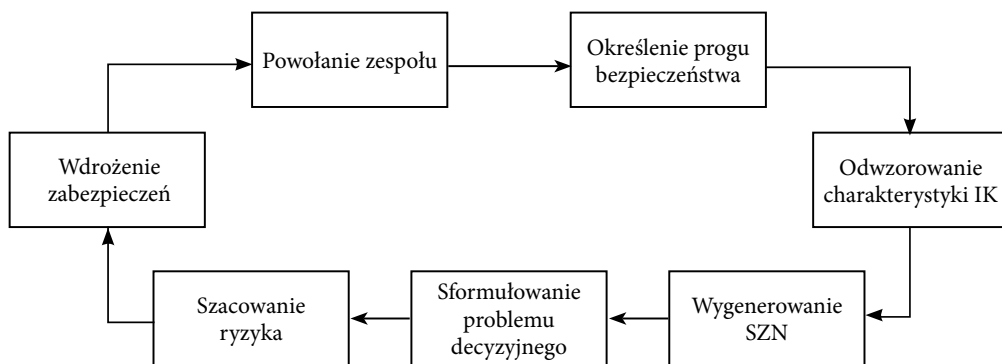 Powołanie zespołu
Określenie progu
bezpieczeństwa
Odwzorowanie
charakterystyki IK
Wygenerowanie
SZN
Sformułowanie
problemu
decyzyjnego
Szacowanie
ryzyka
Wdrożenie
zabezpieczeń